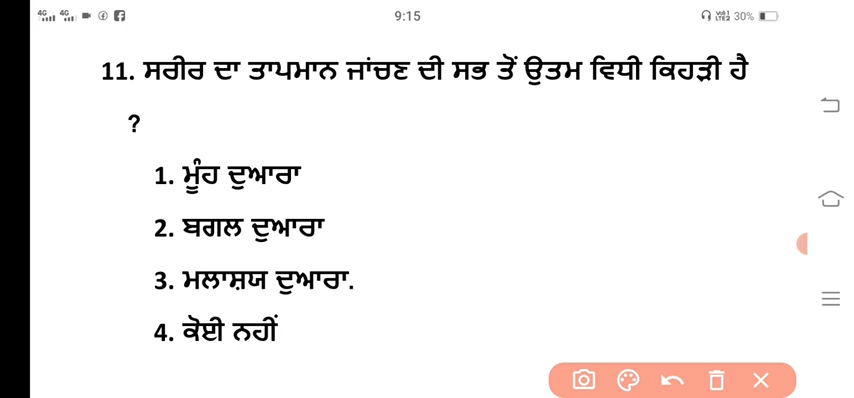 9:15
30%
11. ਸਰੀਰ ਦਾ ਤਾਪਮਾਨ ਜਾਂਚਣ ਦੀ ਸਭ ਤੋਂ ਉਤਮ ਵਿਧੀ ਕਿਹੜੀ ਹੈ
?
1. ਮੂੰਹ ਦੁਆਰਾ
2. ਬਗਲ ਦੁਆਰਾ
3. ਮਲਾਸ਼ਯ ਦੁਆਰਾ.
4. ਕੋਈ ਨਹੀਂ